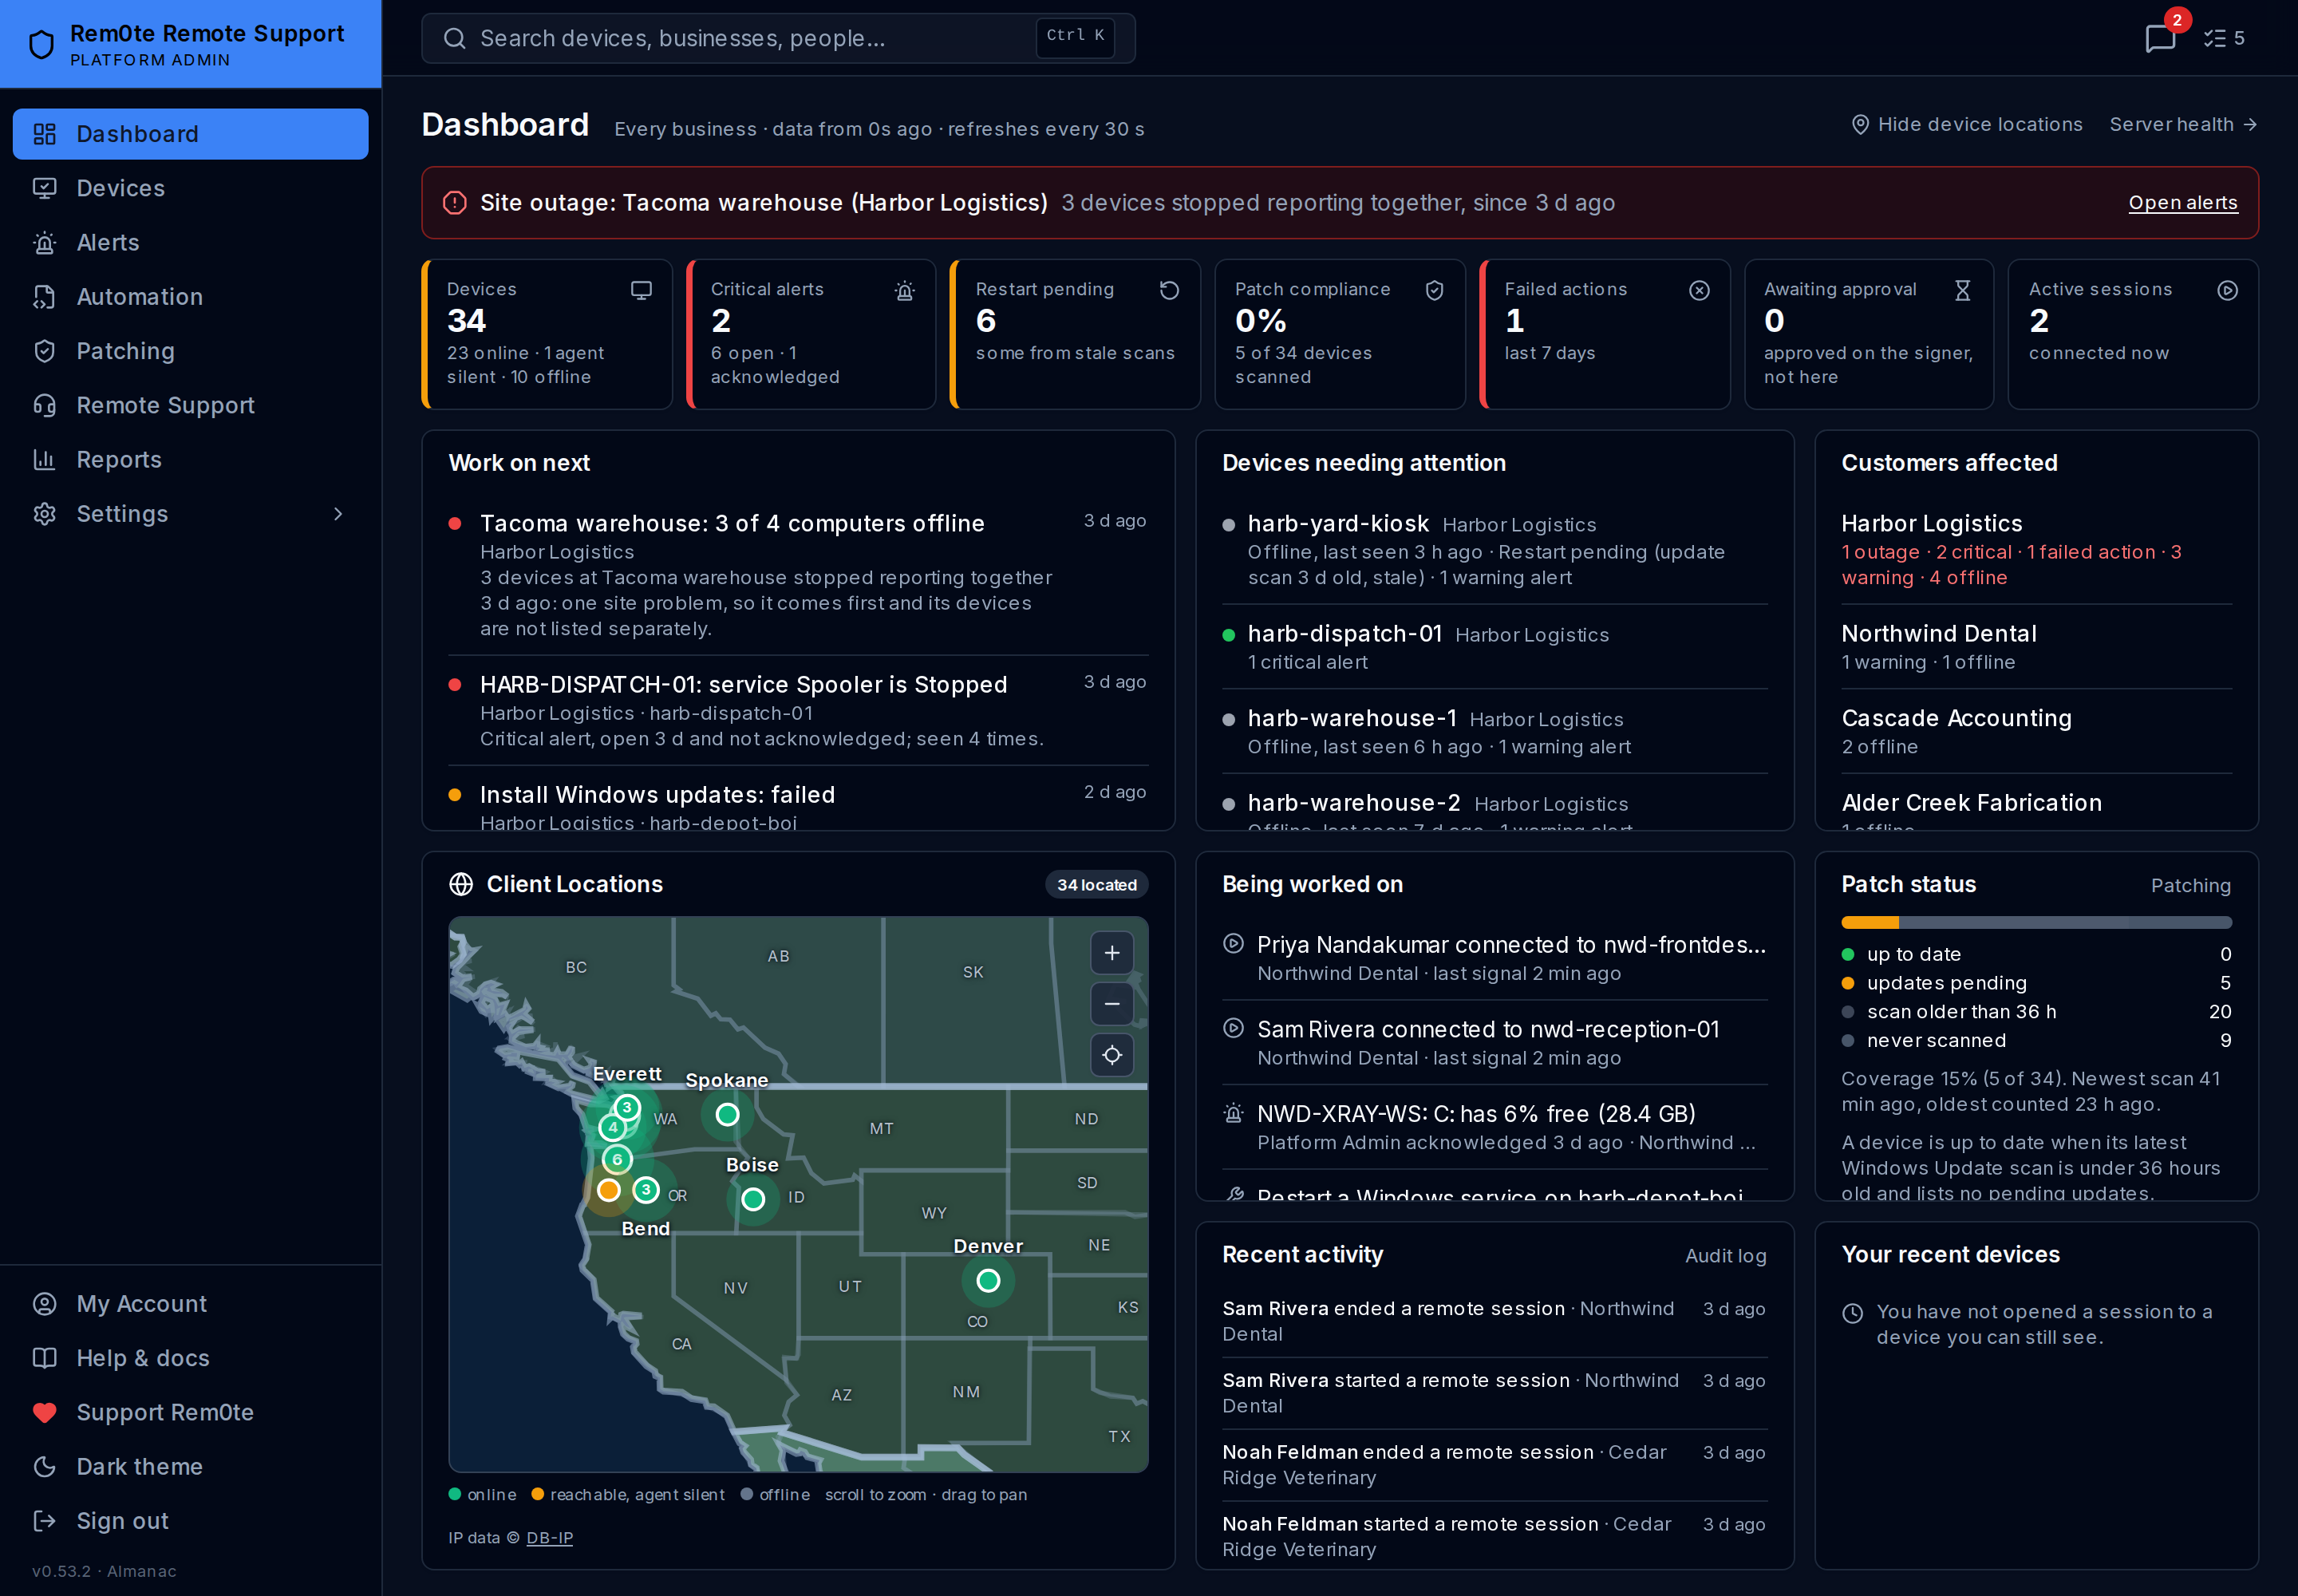 Rem0te Remote Support
PLATFORM ADMIN
Dashboard
Devices
Alerts
Automation
Patching
Remote Support
Reports
Settings
My Account
Help & docs
Support Rem0te
Dark theme
Sign out
v0.53.2 · Almanac
Search devices, businesses, people...
Ctrl K
2
5
Dashboard
Every business · data from 0s ago · refreshes every 30 s
Hide device locations
Server health →
Site outage: Tacoma warehouse (Harbor Logistics) 3 devices stopped reporting together, since 3 d ago
Open alerts
Devices
34
23 online · 1 agent
silent · 10 offline
Critical alerts
2
6 open · 1
acknowledged
Restart pending
6
some from stale scans
Patch compliance
0%
5 of 34 devices
scanned
Failed actions
1
last 7 days
Awaiting approval
0
approved on the signer,
not here
Active sessions
2
connected now
Work on next
Tacoma warehouse: 3 of 4 computers offline
3 d ago
Harbor Logistics
3 devices at Tacoma warehouse stopped reporting together
3 d ago: one site problem, so it comes first and its devices
are not listed separately.
HARB-DISPATCH-01: service Spooler is Stopped
3 d ago
Harbor Logistics · harb-dispatch-01
Critical alert, open 3 d and not acknowledged; seen 4 times.
Install Windows updates: failed
2 d ago
Harbor Logistics · harb-depot-boi
Devices needing attention
harb-yard-kiosk Harbor Logistics
Offline, last seen 3 h ago · Restart pending (update
scan 3 d old, stale) · 1 warning alert
harb-dispatch-01 Harbor Logistics
1 critical alert
harb-warehouse-1 Harbor Logistics
Offline, last seen 6 h ago · 1 warning alert
harb-warehouse-2 Harbor Logistics
Offline, last seen 7 d ago · 1 warning alert
Customers affected
Harbor Logistics
1 outage · 2 critical · 1 failed action · 3
warning · 4 offline
Northwind Dental
1 warning · 1 offline
Cascade Accounting
2 offline
Alder Creek Fabrication
1 offline
Client Locations
34 located
BC
AB
SK
Everett
Spokane
3
4
WA
MT
ND
6
Boise
3
OR
ID
SD
Bend
WY
Denver
NE
NV
UT
KS
CO
CA
AZ
NM
TX
online
reachable, agent silent
offline
scroll to zoom · drag to pan
IP data © DB-IP
Being worked on
Priya Nandakumar connected to nwd-frontdes...
Northwind Dental · last signal 2 min ago
Sam Rivera connected to nwd-reception-01
Northwind Dental · last signal 2 min ago
NWD-XRAY-WS: C: has 6% free (28.4 GB)
Platform Admin acknowledged 3 d ago · Northwind ...
Restart a Windows service on harb-depot-boi
Patch status
Patching
up to date 0
updates pending 5
scan older than 36 h 20
never scanned 9
Coverage 15% (5 of 34). Newest scan 41
min ago, oldest counted 23 h ago.
A device is up to date when its latest
Windows Update scan is under 36 hours
old and lists no pending updates.
Recent activity
Audit log
Sam Rivera ended a remote session · Northwind
Dental
3 d ago
Sam Rivera started a remote session · Northwind
Dental
3 d ago
Noah Feldman ended a remote session · Cedar
Ridge Veterinary
3 d ago
Noah Feldman started a remote session · Cedar
Ridge Veterinary
3 d ago
Your recent devices
You have not opened a session to a
device you can still see.